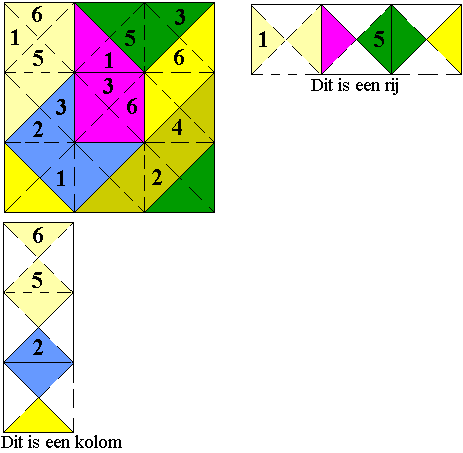 6 3
1 5 1 5
5 1 6
3
3 6
2 4
1 2
Dit is een rij
6
5
2
Dit is een kolom